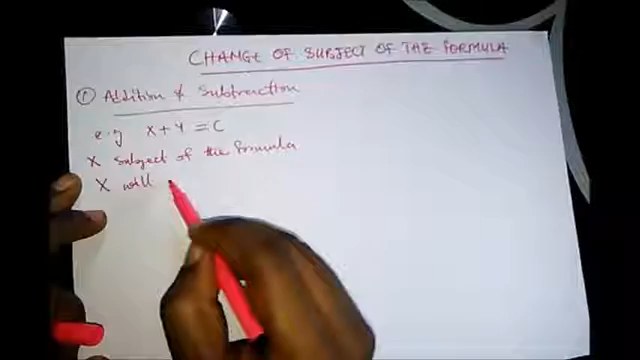 CHANGE OF SUBJECT OF THE FORMULA
① Addition & Subtraction
e.g x + y = C
x Subject of the formula
x will